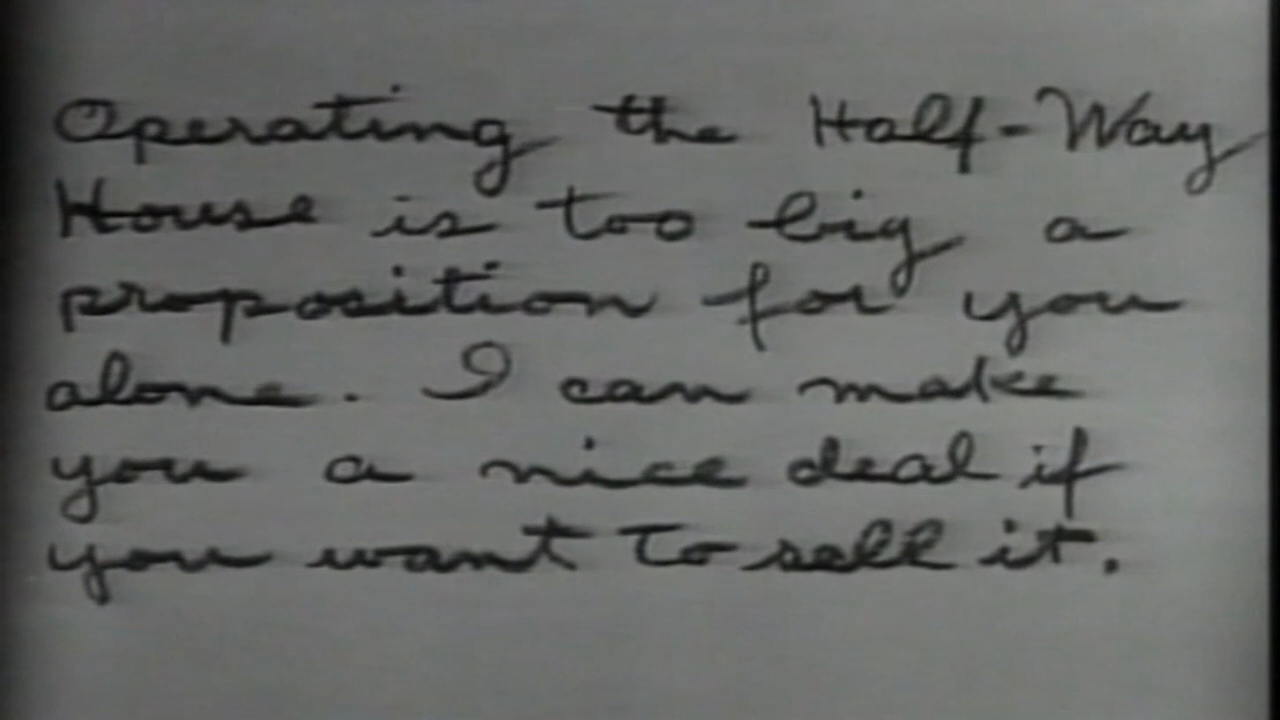 Operating the Half-Way
House is too big a
proposition for you
alone. I can make
you a nice deal if
you want to sell it.